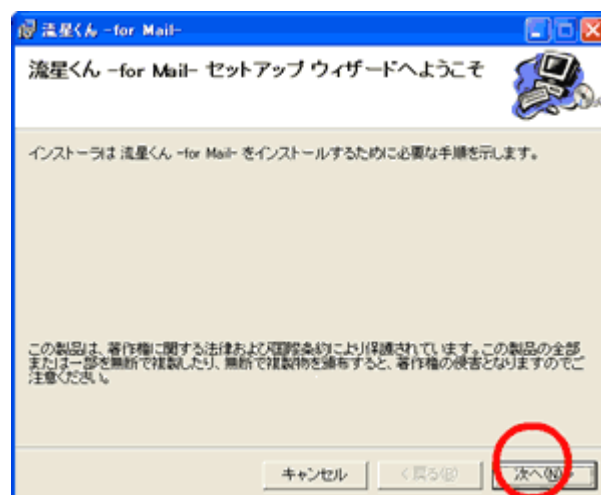 流星くん -for Mail-
流星くん -for Mail- セットアップ ウィザードへようこそ
インストーラは 流星くん -for Mail- をインストールするために必要な手順を示します。
この製品は、著作権に関する法律および国際条約により保護されています。この製品の全部
または一部を無断で複製したり、無断で複製物を頒布すると、著作権の侵害となりますのでご
注意ください。
キャンセル
< 戻る(B)
次へ(N) >